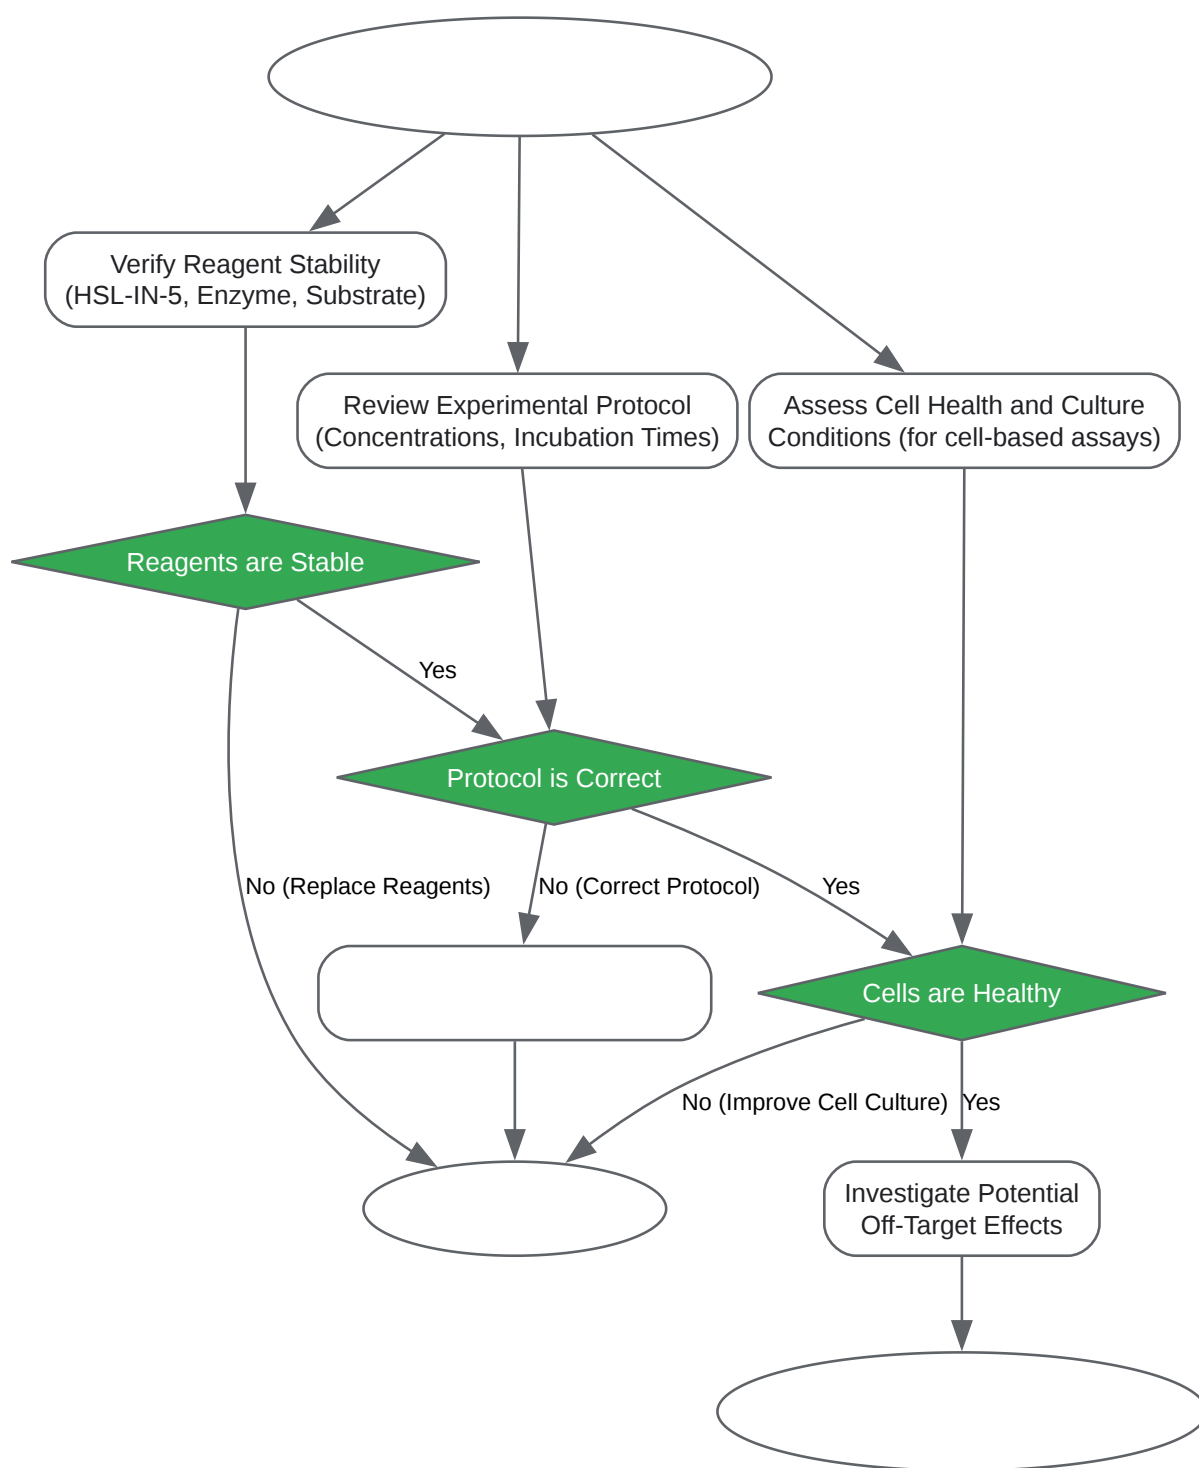 Verify Reagent Stability
(HSL-IN-5, Enzyme, Substrate)
Review Experimental Protocol
(Concentrations, Incubation Times)
Assess Cell Health and Culture
Conditions (for cell-based assays)
Reagents are Stable
Yes
Protocol is Correct
No (Replace Reagents)
No (Correct Protocol)
Yes
Cells are Healthy
No (Improve Cell Culture)
Yes
Investigate Potential
Off-Target Effects